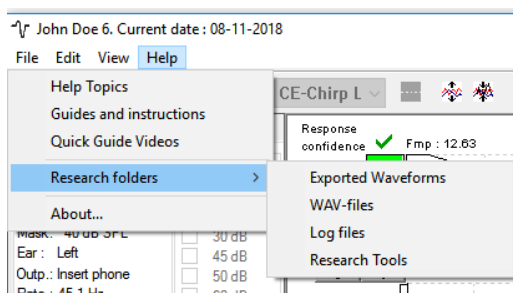 John Doe 6. Current date : 08-11-2018
File Edit View Help
Help Topics
Guides and instructions
Quick Guide Videos
Research folders >
About...
CE-Chirp L
Response
confidence Fmp : 12.63
Exported Waveforms
WAV-files
Log files
Research Tools
Mask: 40 dB SPL 30 dB
Ear : Left 45 dB
Outp.: Insert phone 50 dB
Rate : 45.1 Hz